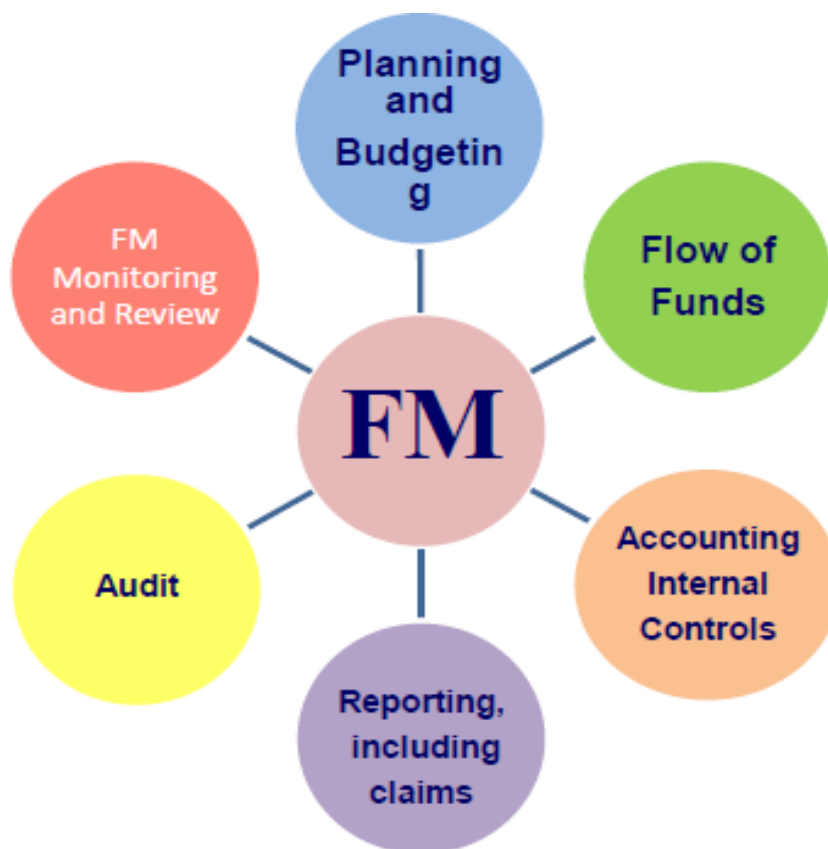 Planning
and
Budgetin
g
Flow of
Funds
Accounting
Internal
Controls
Reporting,
including
claims
Audit
FM
Monitoring
and Review
FM